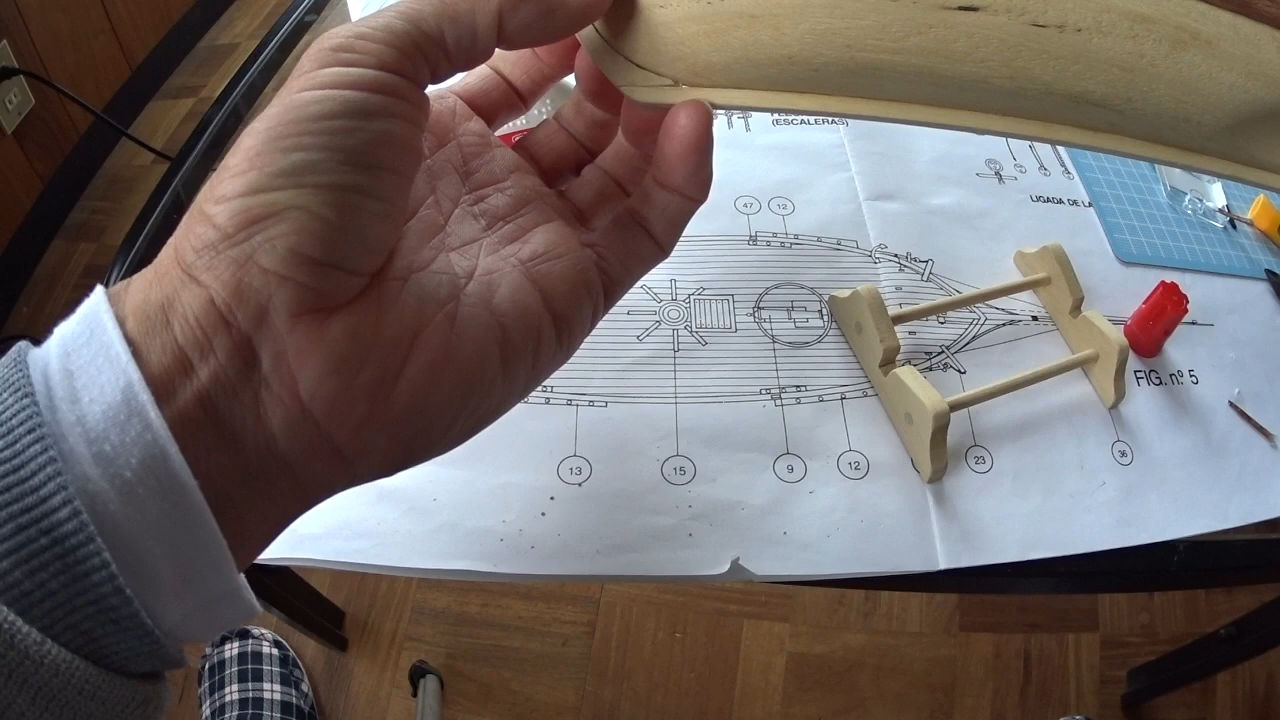 (ESCALERAS)
LIGADA DE LA
47 12
FIG. nº 5
13 15 9 12 23 36